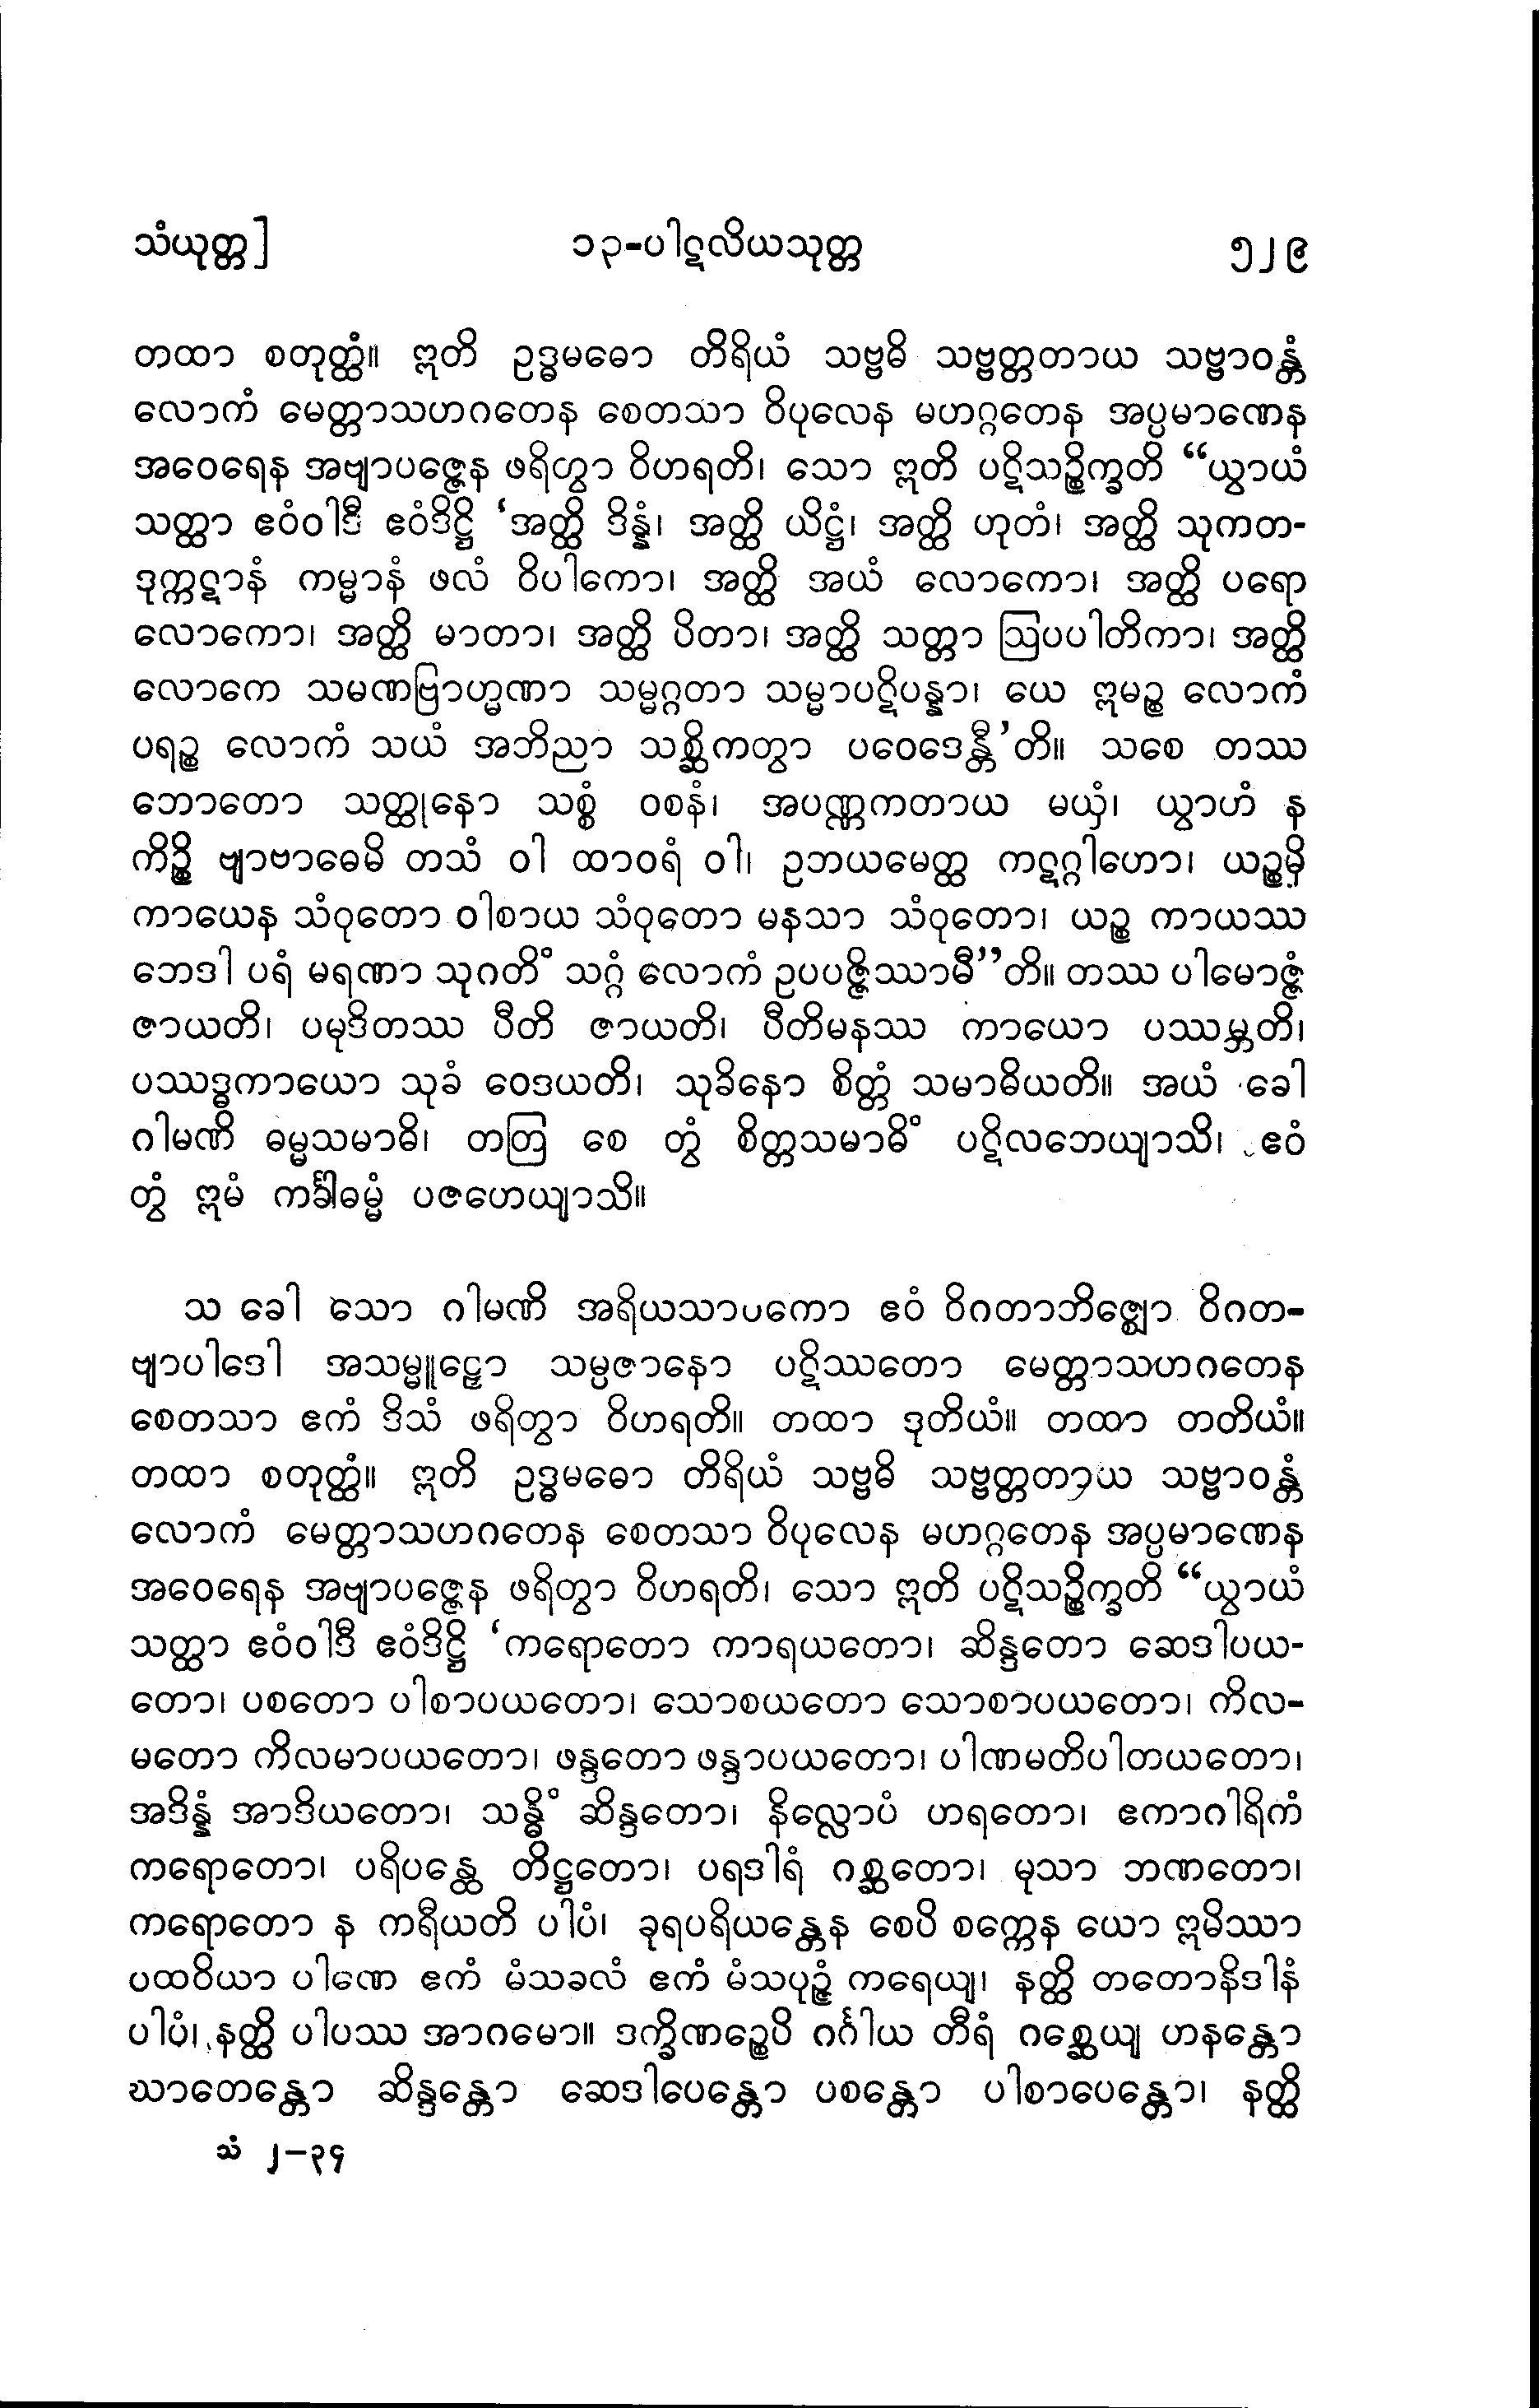 သံယုတ္တ]	၁၃-ပါဋလိယသုတ္တ	၅၂၉
တထာ စတုတ္ထံ။ ဣတိ ဥဒ္ဓမဓော တိရိယံ သဗ္ဗဓိ သဗ္ဗတ္တတာယ သဗ္ဗာဝန္တံ
လောကံ မေတ္တာသဟဂတေန စေတသာ ဝိပုလေန မဟဂ္ဂတေန အပ္ပမာဏေန
အဝေရေန အဗျာပဇ္ဇေန ဖရိတွာ ဝိဟရတိ၊ သော ဣတိ ပဋိသဉ္စိက္ခတိ “ယွာယံ
သတ္ထာ ဧဝံဝါဒီ ဧဝံဒိဋ္ဌိ ‘အတ္ထိ ဒိန္နံ၊ အတ္ထိ ယိဋ္ဌံ၊ အတ္ထိ ဟုတံ၊ အတ္ထိ သုကတ-
ဒုက္ကဋာနံ ကမ္မာနံ ဖလံ ဝိပါကော၊ အတ္ထိ အယံ လောကော၊ အတ္ထိ ပရော
လောကော၊ အတ္ထိ မာတာ၊ အတ္ထိ ပိတာ၊ အတ္ထိ သတ္တာ ဩပပါတိကာ၊ အတ္ထိ
လောကေ သမဏဗြာဟ္မဏာ သမ္မဂ္ဂတာ သမ္မာပဋိပန္နာ၊ ယေ ဣမဉ္စ လောကံ
ပရဉ္စ လောကံ သယံ အဘိညာ သစ္ဆိကတွာ ပဝေဒေန္တီ’တိ။ သစေ တဿ
ဘောတော သတ္ထုနော သစ္စံ ဝစနံ၊ အပဏ္ဏကတာယ မယှံ၊ ယွာဟံ န
ကိဉ္စိ ဗျာဗာဓေမိ တသံ ဝါ ထာဝရံ ဝါ၊ ဥဘယမေတ္ထ ကဋဂ္ဂါဟော၊ ယဉ္စမှိ
ကာယေန သံဝုတော ဝါစာယ သံဝုတော မနသာ သံဝုတော၊ ယဉ္စ ကာယဿ
ဘေဒါ ပရံ မရဏာ သုဂတိံ သဂ္ဂံ လောကံ ဥပပဇ္ဇိဿာမီ”တိ။ တဿ ပါမောဇ္ဇံ
ဇာယတိ၊ ပမုဒိတဿ ပီတိ ဇာယတိ၊ ပီတိမနဿ ကာယော ပဿမ္ဘတိ၊
ပဿဒ္ဓကာယော သုခံ ဝေဒယတိ၊ သုခိနော စိတ္တံ သမာဓိယတိ။ အယံ ခေါ
ဂါမဏိ ဓမ္မသမာဓိ၊ တတြ စေ တွံ စိတ္တသမာဓိံ ပဋိလဘေယျာသိ၊ ဧဝံ
တွံ ဣမံ ကင်္ခါဓမ္မံ ပဇဟေယျာသိ။
သ ခေါ သော ဂါမဏိ အရိယသာဝကော ဧဝံ ဝိဂတာဘိဇ္ဈော ဝိဂတ-
ဗျာပါဒေါ အသမ္မူဠှော သမ္ပဇာနော ပဋိဿတော မေတ္တာသဟဂတေန
စေတသာ ဧကံ ဒိသံ ဖရိတွာ ဝိဟရတိ။ တထာ ဒုတိယံ။ တထာ တတိယံ။
တထာ စတုတ္ထံ။ ဣတိ ဥဒ္ဓမဓော တိရိယံ သဗ္ဗဓိ သဗ္ဗတ္တတာယ သဗ္ဗာဝန္တံ
လောကံ မေတ္တာသဟဂတေန စေတသာ ဝိပုလေန မဟဂ္ဂတေန အပ္ပမာဏေန
အဝေရေန အဗျာပဇ္ဇေန ဖရိတွာ ဝိဟရတိ၊ သော ဣတိ ပဋိသဉ္စိက္ခတိ “ယွာယံ
သတ္ထာ ဧဝံဝါဒီ ဧဝံဒိဋ္ဌိ ‘ကရောတော ကာရယတော၊ ဆိန္ဒတော ဆေဒါပယ-
တော၊ ပစတော ပါစာပယတော၊ သောစယတော သောစာပယတော၊ ကိလ-
မတော ကိလမာပယတော၊ ဖန္ဒတော ဖန္ဒာပယတော၊ ပါဏမတိပါတယတော၊
အဒိန္နံ အာဒိယတော၊ သန္ဓိံ ဆိန္ဒတော၊ နိလ္လောပံ ဟရတော၊ ဧကာဂါရိကံ
ကရောတော၊ ပရိပန္ထေ တိဋ္ဌတော၊ ပရဒါရံ ဂစ္ဆတော၊ မုသာ ဘဏတော၊
ကရောတော န ကရီယတိ ပါပံ၊ ခုရပရိယန္တေန စေပိ စက္ကေန ယော ဣမိဿာ
ပထဝိယာ ပါဏေ ဧကံ မံသခလံ ဧကံ မံသပုဉ္ဇံ ကရေယျ၊ နတ္ထိ တတောနိဒါနံ
ပါပံ၊ နတ္ထိ ပါပဿ အာဂမော။ ဒက္ခိဏဉ္စေပိ ဂင်္ဂါယ တီရံ ဂစ္ဆေယျ ဟနန္တော
ဃာတေန္တော ဆိန္ဒန္တော ဆေဒါပေန္တော ပစန္တော ပါစာပေန္တော၊ နတ္ထိ
သံ ၂–၃၄